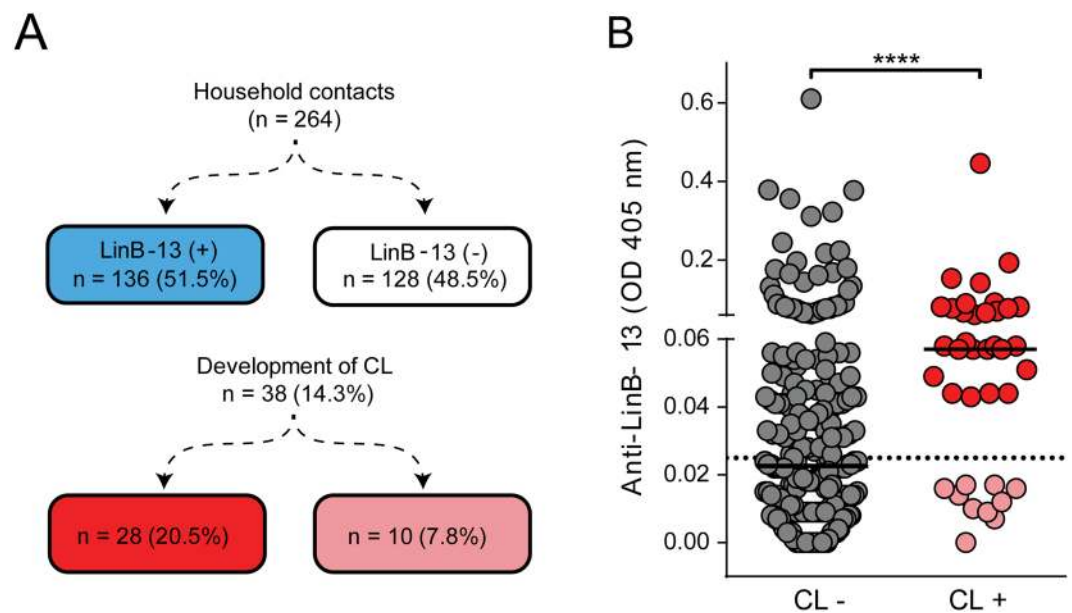 A
Household contacts
(n = 264)
LinB-13 (+)
n = 136 (51.5%)
LinB-13 (-)
n = 128 (48.5%)
Development of CL
n = 38 (14.3%)
n = 28 (20.5%)
n = 10 (7.8%)
B
****
Anti-LinB- 13 (OD 405 nm)
0.6
0.4
0.2
0.06
0.04
0.02
0.00
CL -
CL +